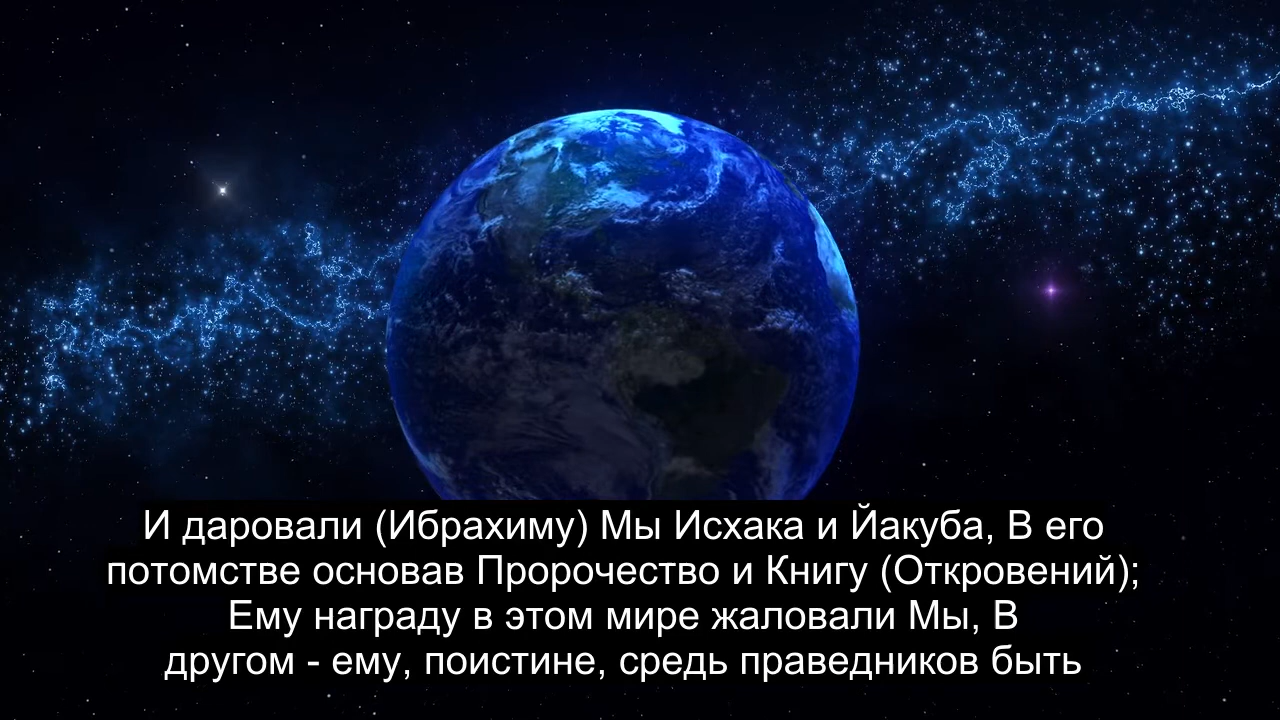 И даровали (Ибрахиму) Мы Исхака и Йакуба, В его
потомстве основав Пророчество и Книгу (Откровений);
Ему награду в этом мире жаловали Мы, В
другом - ему, поистине, средь праведников быть